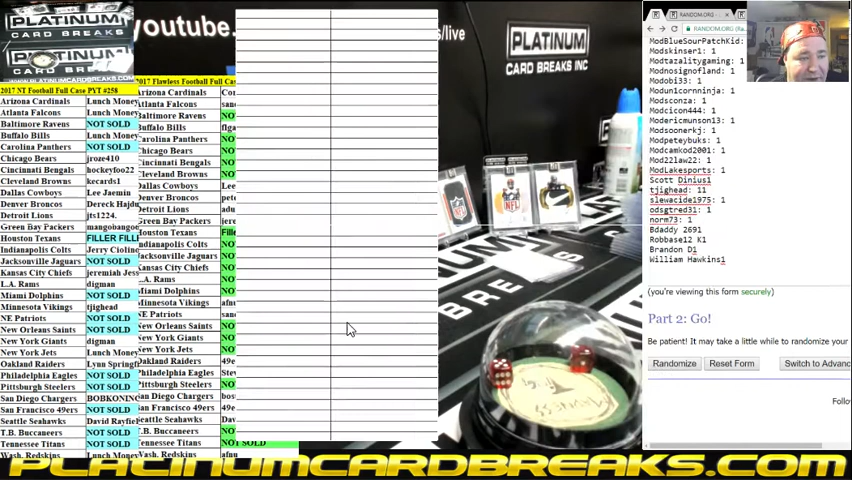 PLATINUM
CARD BREAKS INC
youtube.
s/live
PLATINUM
CARD BREAKS INC
2017 NT Football Full Case PYT #258
Arizona Cardinals Lunch Money
Atlanta Falcons Lunch Money
Baltimore Ravens NOT SOLD
Buffalo Bills Lunch Money
Carolina Panthers NOT SOLD
Chicago Bears jroze410
Cincinnati Bengals hockeyfoo22
Cleveland Browns kecards1
Dallas Cowboys Lee Jaemin
Denver Broncos Dereck Hajdu
Detroit Lions jts1224.
Green Bay Packers mangobangoe
Houston Texans FILLER FILL
Indianapolis Colts Jerry Ciolino
Jacksonville Jaguars NOT SOLD
Kansas City Chiefs jeremiah Jess
L.A. Rams digman
Miami Dolphins NOT SOLD
Minnesota Vikings tjighead
NE Patriots NOT SOLD
New Orleans Saints NOT SOLD
New York Giants digman
New York Jets Lunch Money
Oakland Raiders Lynn Springf
Philadelphia Eagles NOT SOLD
Pittsburgh Steelers NOT SOLD
San Diego Chargers BOBKONIN
San Francisco 49ers NOT SOLD
Seattle Seahawks David Rayfiel
T.B. Buccaneers NOT SOLD
Tennessee Titans NOT SOLD
Wash. Redskins Lunch Money
2017 Flawless Football Full Cas
Arizona Cardinals
Atlanta Falcons
Baltimore Ravens
Buffalo Bills
Carolina Panthers
Chicago Bears
Cincinnati Bengals
Cleveland Browns
Dallas Cowboys Lee
Denver Broncos
Detroit Lions
Green Bay Packers
Houston Texans
Indianapolis Colts
Jacksonville Jaguars
Kansas City Chiefs
L.A. Rams
Miami Dolphins
Minnesota Vikings
NE Patriots
New Orleans Saints
New York Giants
New York Jets
Oakland Raiders 49e
Philadelphia Eagles
Pittsburgh Steelers
San Diego Chargers
San Francisco 49ers
Seattle Seahawks
T.B. Buccaneers
Tennessee Titans NOT SOLD
Wash. Redskins
NFL
RANDOM.ORG
RANDOM.ORG
ModBlueSourPatchKid:
Modskinser1:
Modtazalitygaming:
Modnosignofland:
Modobi33: 1
Modun1cornninja: 1
Modsconza: 1
Modcicon444: 1
Modericmunson13: 1
Modsoonerkj: 1
Modpeteybuks: 1
Modcamkod2001: 1
Mod22law22: 1
ModLakesports: 1
Scott Dinius1
tjighead: 11
slewacide1975: 1
odsgtred31: 1
norm73: 1
Bdaddy 2691
Robbase12 K1
Brandon D1
William Hawkins1
(you're viewing this form securely)
Part 2: Go!
Be patient! It may take a little while to randomize your
Randomize Reset Form Switch to Advanc
Follo
PLATINUMCARDBREAKS.COM